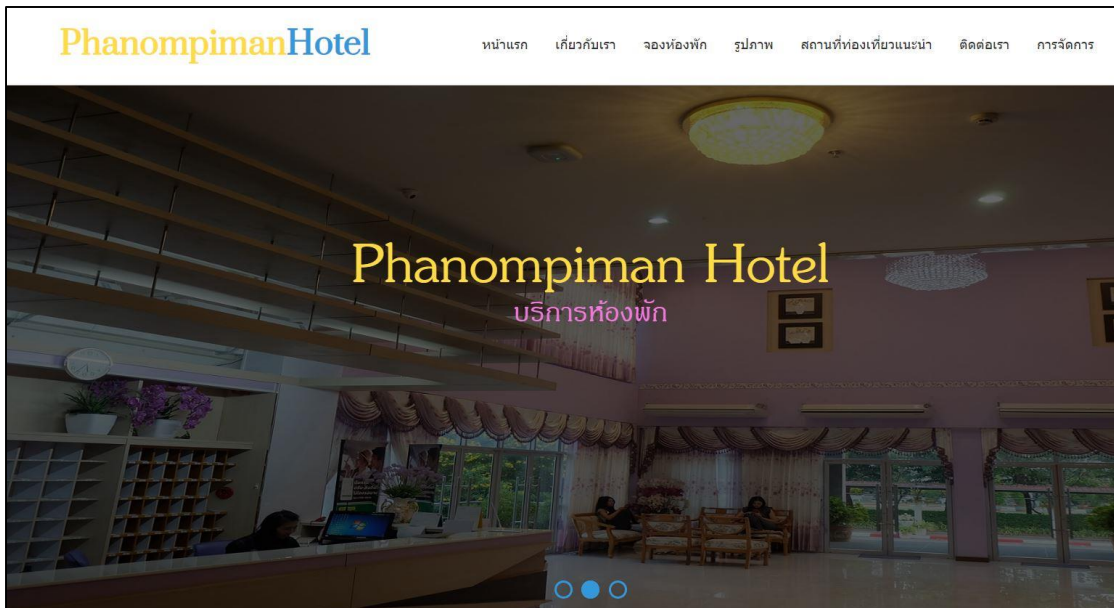 PhanompimanHotel
หน้าแรก เกี่ยวกับเรา จองห้องพัก รูปภาพ สถานที่ท่องเที่ยวแนะนำ ติดต่อเรา การจัดการ
Phanompiman Hotel
บริการห้องพัก